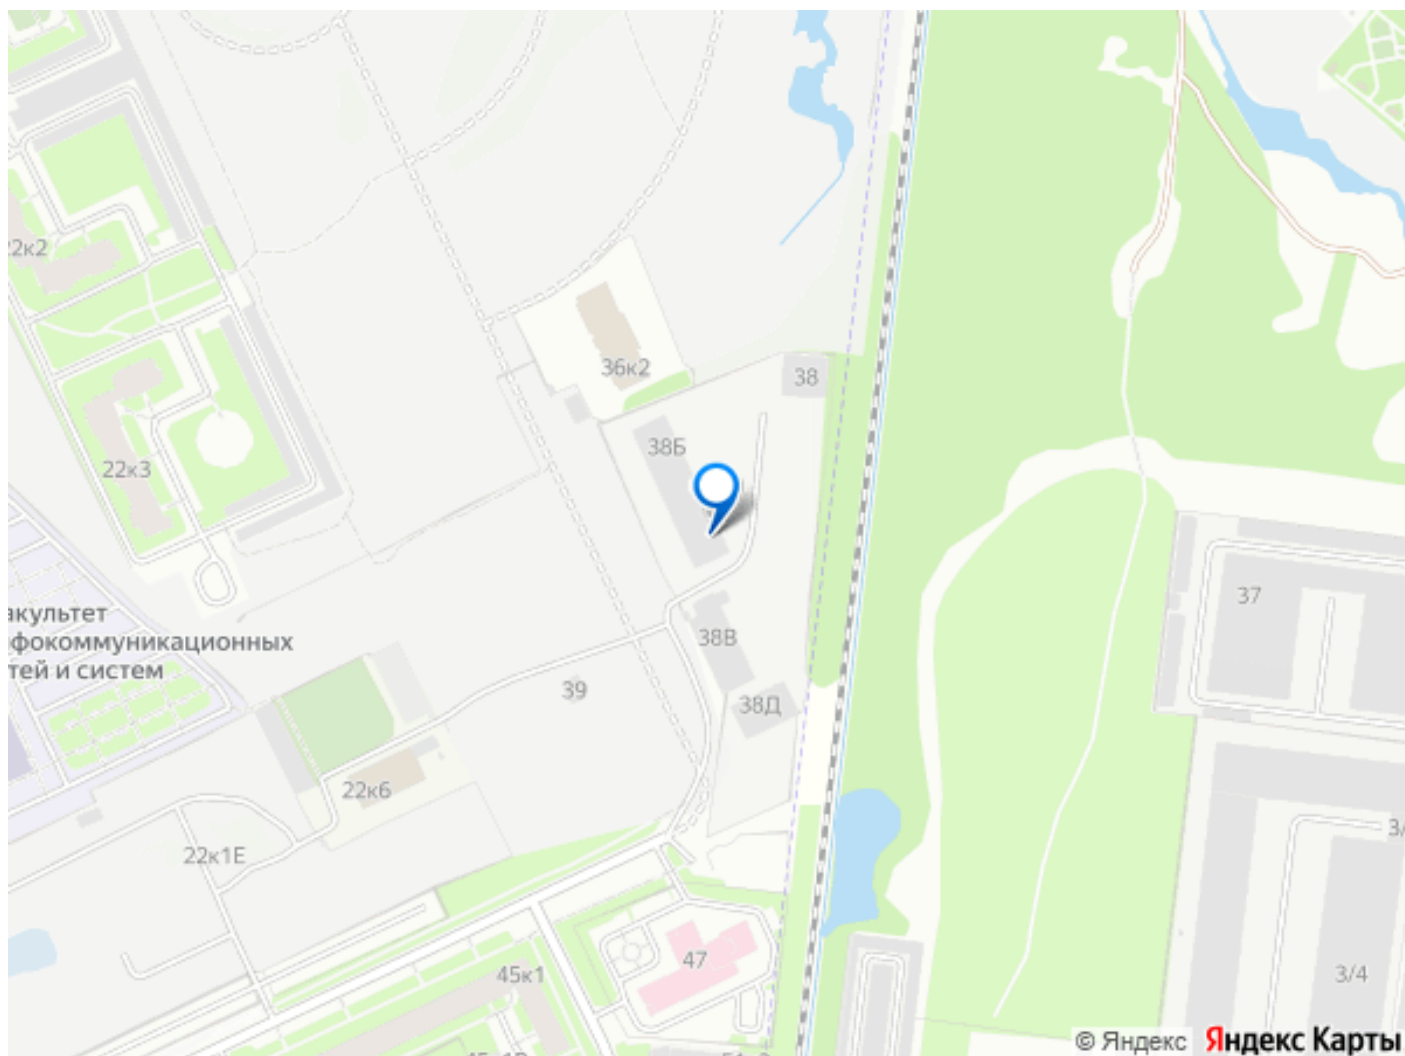 22к2
36к2
38
38Б
22к3
37
акультет
фокоммуникационных
тей и систем
38В
39
38Д
22к6
3/
22к1Е
47
45к1
3/4
© Яндекс Яндекс Карты